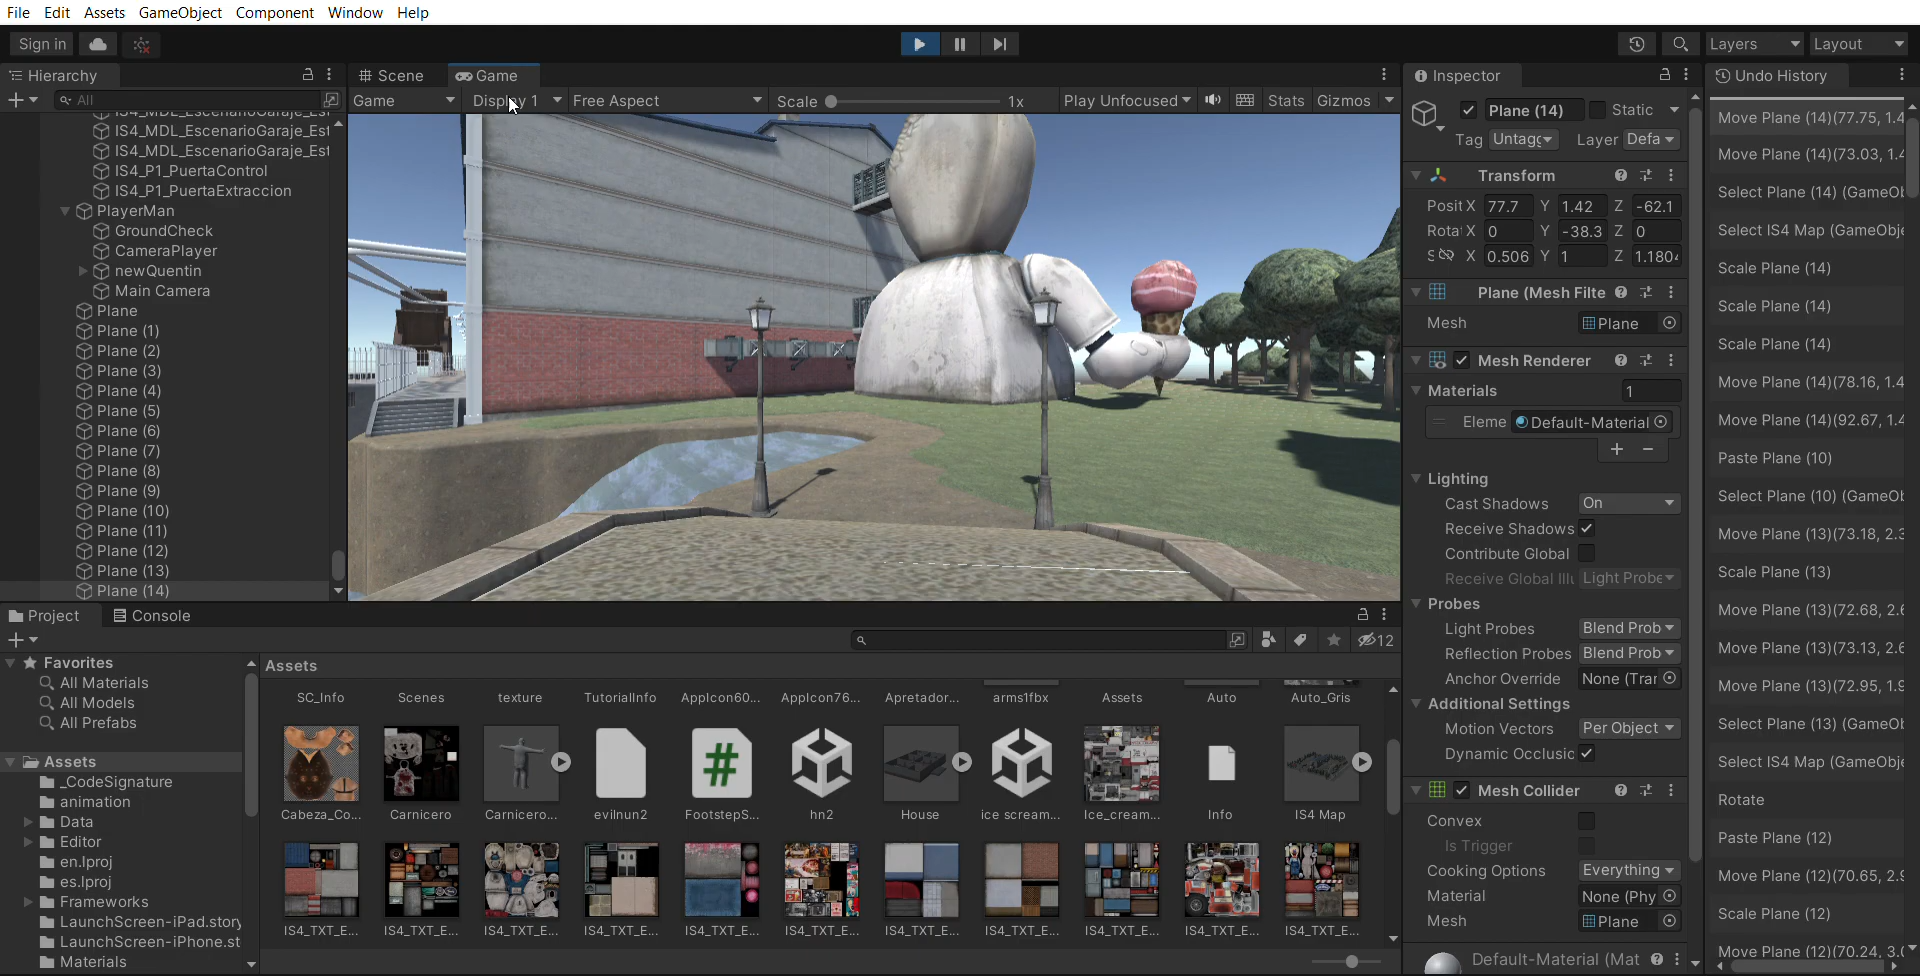 File Edit Assets GameObject Component Window Help
Sign in
Layers Layout
Hierarchy
All
IS4_MDL_EscenarioGaraje_Est
IS4_MDL_EscenarioGaraje_Est
IS4_P1_PuertaControl
IS4_P1_PuertaExtraccion
PlayerMan
GroundCheck
CameraPlayer
newQuentin
Main Camera
Plane
Plane (1)
Plane (2)
Plane (3)
Plane (4)
Plane (5)
Plane (6)
Plane (7)
Plane (8)
Plane (9)
Plane (10)
Plane (11)
Plane (12)
Plane (13)
Plane (14)
Scene Game
Game Display 1 Free Aspect Scale 1x Play Unfocused Stats Gizmos
Inspector
Plane (14) Static
Tag Untagg Layer Defa
Transform
Posit X 77.7 Y 1.42 Z -62.1
Rota X 0 Y -38.3 Z 0
S X 0.506 Y 1 Z 1.180
Plane (Mesh Filte
Mesh Plane
Mesh Renderer
Materials 1
Eleme Default-Material
Lighting
Cast Shadows On
Receive Shadows
Contribute Global
Receive Global Illu Light Probe
Probes
Light Probes Blend Prob
Reflection Probes Blend Prob
Anchor Override None (Tran
Additional Settings
Motion Vectors Per Object
Dynamic Occlusic
Mesh Collider
Convex
Is Trigger
Cooking Options Everything
Material None (Phy
Mesh Plane
Default-Material (Mat
Undo History
Move Plane (14)(77.75, 1.4
Move Plane (14)(73.03, 1.4
Select Plane (14) (GameOb
Select IS4 Map (GameObje
Scale Plane (14)
Scale Plane (14)
Scale Plane (14)
Move Plane (14)(78.16, 1.4
Move Plane (14)(92.67, 1.4
Paste Plane (10)
Select Plane (10) (GameOb
Move Plane (13)(73.18, 2.3
Scale Plane (13)
Move Plane (13)(72.68, 2.6
Move Plane (13)(73.13, 2.6
Move Plane (13)(72.95, 1.9
Select Plane (13) (GameOb
Select IS4 Map (GameObje
Rotate
Paste Plane (12)
Move Plane (12)(70.65, 2.9
Scale Plane (12)
Move Plane (12)(70.24, 3.0
Project Console
12
Favorites
All Materials
All Models
All Prefabs
Assets
_CodeSignature
animation
Data
Editor
en.lproj
es.lproj
Frameworks
LaunchScreen-iPad.story
LaunchScreen-iPhone.st
Materials
Assets
SC_Info Scenes texture TutorialInfo AppIcon60... AppIcon76... Apretador... arms1fbx Assets Auto Auto_Gris
Cabeza_Co... Carnicero Carnicero... evilnun2 FootstepS... hn2 House ice scream... Ice_cream... Info IS4 Map
IS4_TXT_E... IS4_TXT_E... IS4_TXT_E... IS4_TXT_E... IS4_TXT_E... IS4_TXT_E... IS4_TXT_E... IS4_TXT_E... IS4_TXT_E... IS4_TXT_E... IS4_TXT_E...